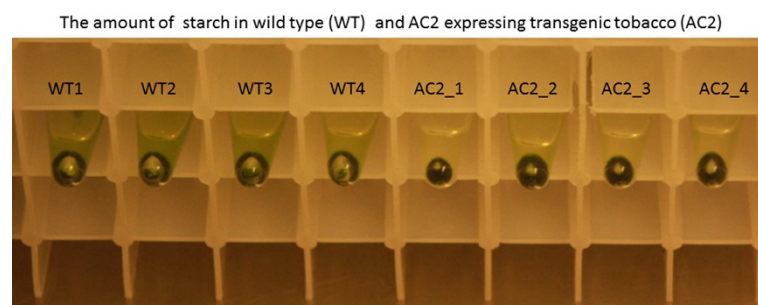 The amount of starch in wild type (WT) and AC2 expressing transgenic tobacco (AC2)
WT1 WT2 WT3 WT4 AC2_1 AC2_2 AC2_3 AC2_4